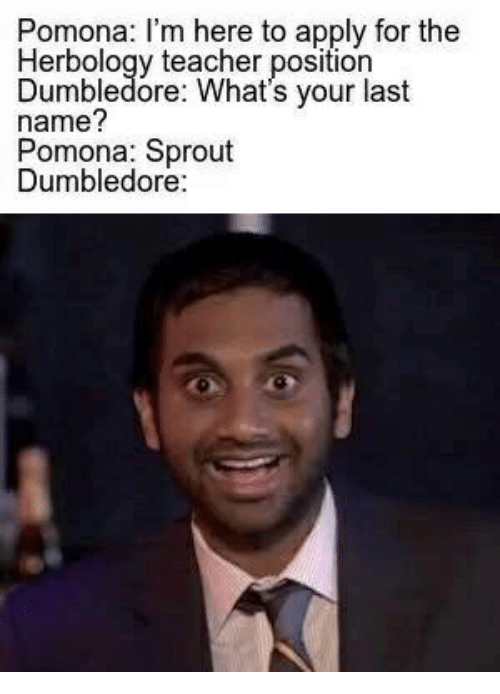 Pomona: I'm here to apply for the
Herbology teacher position
Dumbledore: What's your last
name?
Pomona: Sprout
Dumbledore: